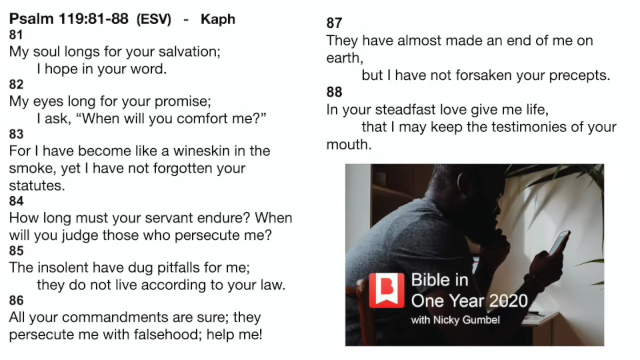 Psalm 119:81-88 (ESV) - Kaph
81
My soul longs for your salvation;
I hope in your word.
82
My eyes long for your promise;
I ask, “When will you comfort me?”
83
For I have become like a wineskin in the
smoke, yet I have not forgotten your
statutes.
84
How long must your servant endure? When
will you judge those who persecute me?
85
The insolent have dug pitfalls for me;
they do not live according to your law.
86
All your commandments are sure; they
persecute me with falsehood; help me!
87
They have almost made an end of me on
earth,
but I have not forsaken your precepts.
88
In your steadfast love give me life,
that I may keep the testimonies of your
mouth.
B
Bible in
One Year 2020
with Nicky Gumbel